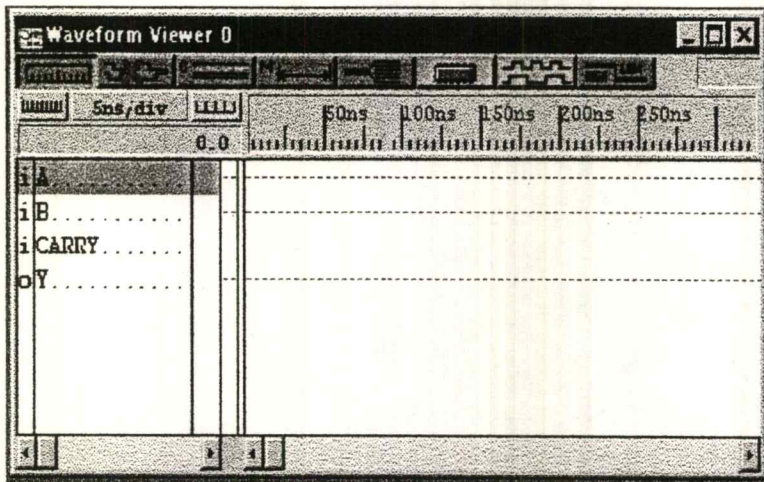 Waveform Viewer 0
5ns/div
50ns 100ns 150ns 200ns 250ns
0.0
i A...........
i B...........
i CARRY.......
o Y...........